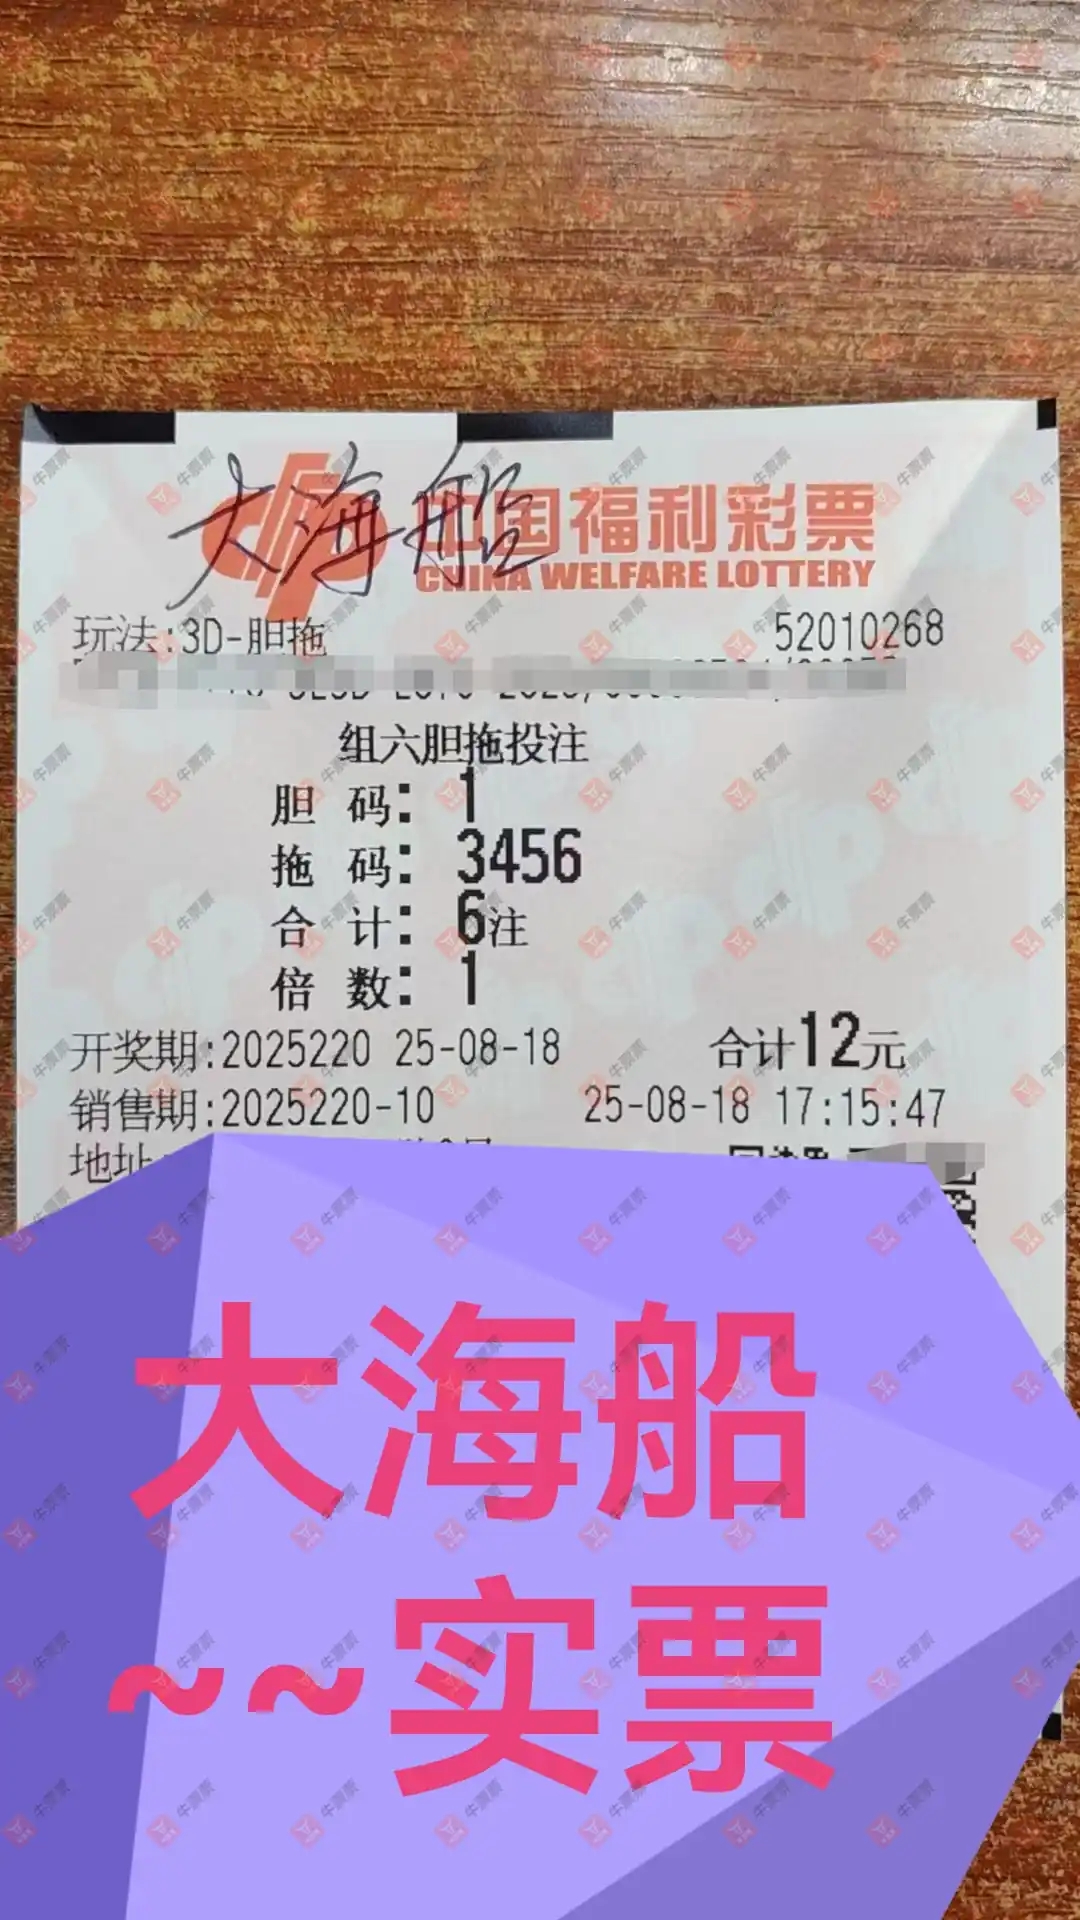 大海船
中国福利彩票
CHINA WELFARE LOTTERY
玩法:3D-胆拖 52010268
组六胆拖投注
胆 码: 1
拖 码: 3456
合 计: 6注
倍 数: 1
开奖期:2025220 25-08-18 合计12元
销售期:2025220-10 25-08-18 17:15:47
地址
大海船
~~实票
牛票票